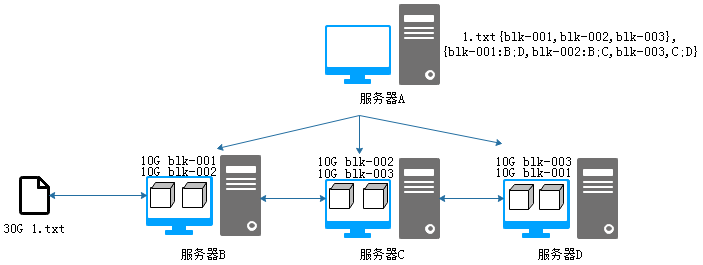 1.txt{blk-001,blk-002,blk-003},
{blk-001:B;D,blk-002:B;C,blk-003,C;D}
服务器A
10G blk-001
10G blk-002
10G blk-002
10G blk-003
10G blk-003
10G blk-001
30G 1.txt
服务器B
服务器C
服务器D